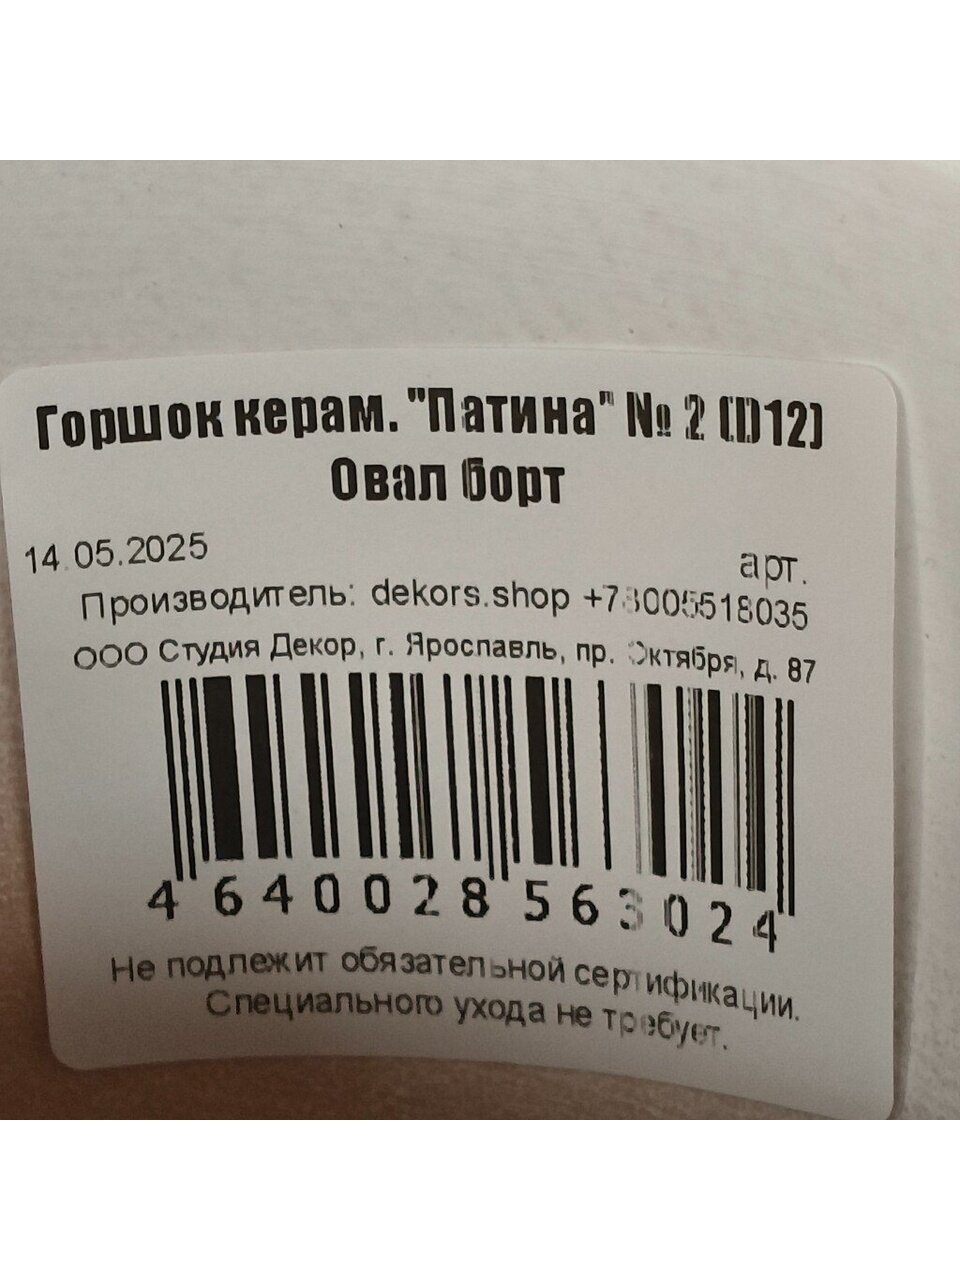 Горшок керам. "Патина" № 2 (D12)
Овал борт
14.05.2025
арт.
Производитель: dekors.shop +78005518035
ООО Студия Декор, г. Ярославль, пр. Октября, д. 87
4 640028 563024
Не подлежит обязательной сертификации.
Специального ухода не требует.